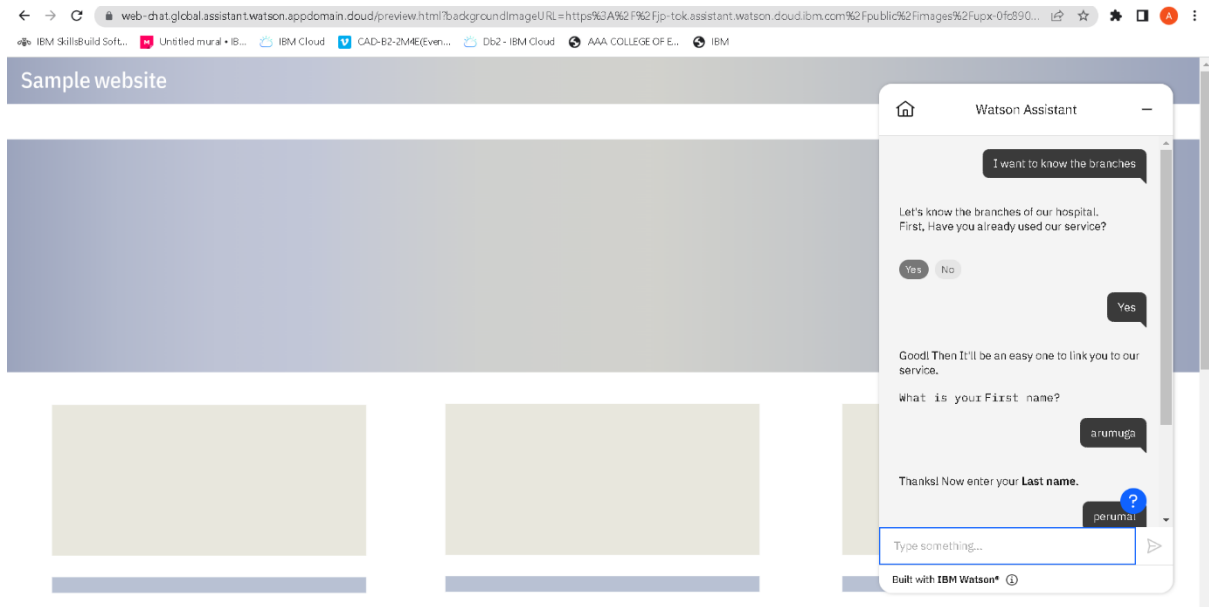 web-chat.global.assistant.watson.appdomain.cloud/preview.html?backgroundImageURL=https%3A%2F%2Fjp-tok.assistant.watson.cloud.ibm.com%2Fpublic%2Fimages%2Fupx-0fc890...
A
IBM SkillsBuild Soft... Untitled mural • IB... IBM Cloud CAD-B2-2M4E(Even... Db2 - IBM Cloud AAA COLLEGE OF E... IBM
Sample website
Watson Assistant
I want to know the branches
Let's know the branches of our hospital.
First, Have you already used our service?
Yes No
Yes
Good! Then It'll be an easy one to link you to our
service.
What is your First name?
arumuga
Thanks! Now enter your Last name.
?
perumal
Type something...
Built with IBM Watson®